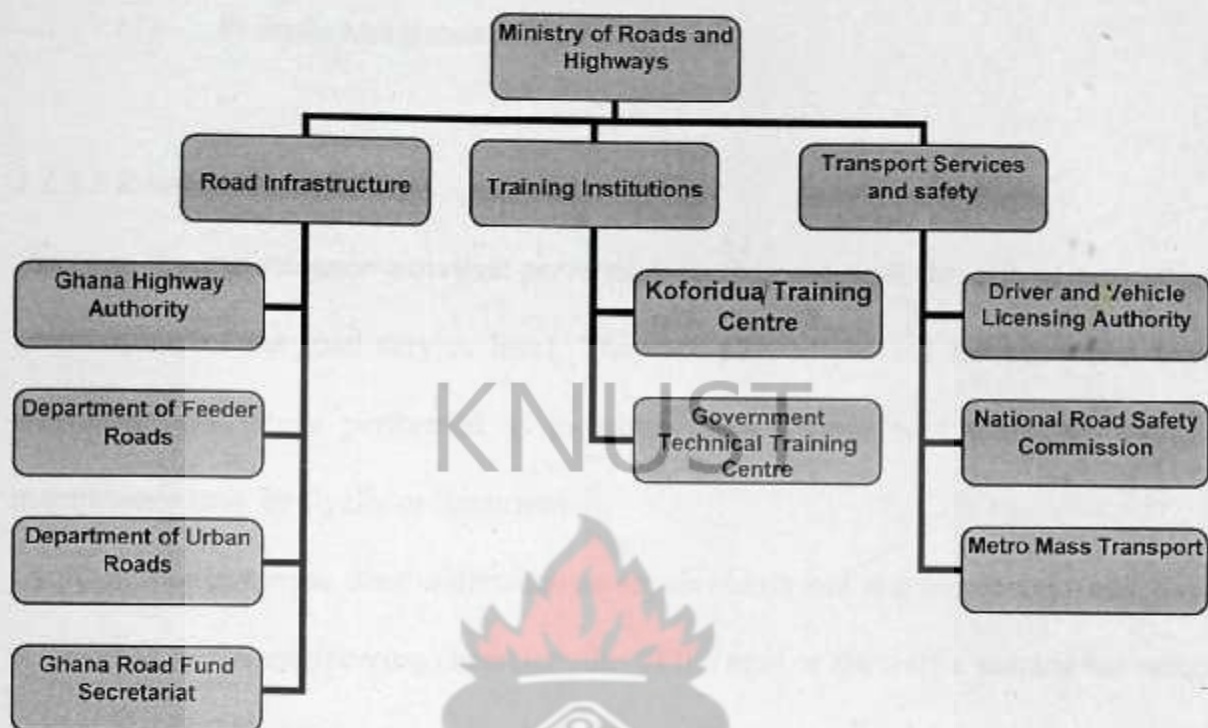 Ministry of Roads and
Highways
Road Infrastructure
Training Institutions
Transport Services
and safety
Ghana Highway
Authority
Department of Feeder
Roads
Department of Urban
Roads
Ghana Road Fund
Secretariat
Koforidua Training
Centre
Government
Technical Training
Centre
Driver and Vehicle
Licensing Authority
National Road Safety
Commission
Metro Mass Transport
KNUST